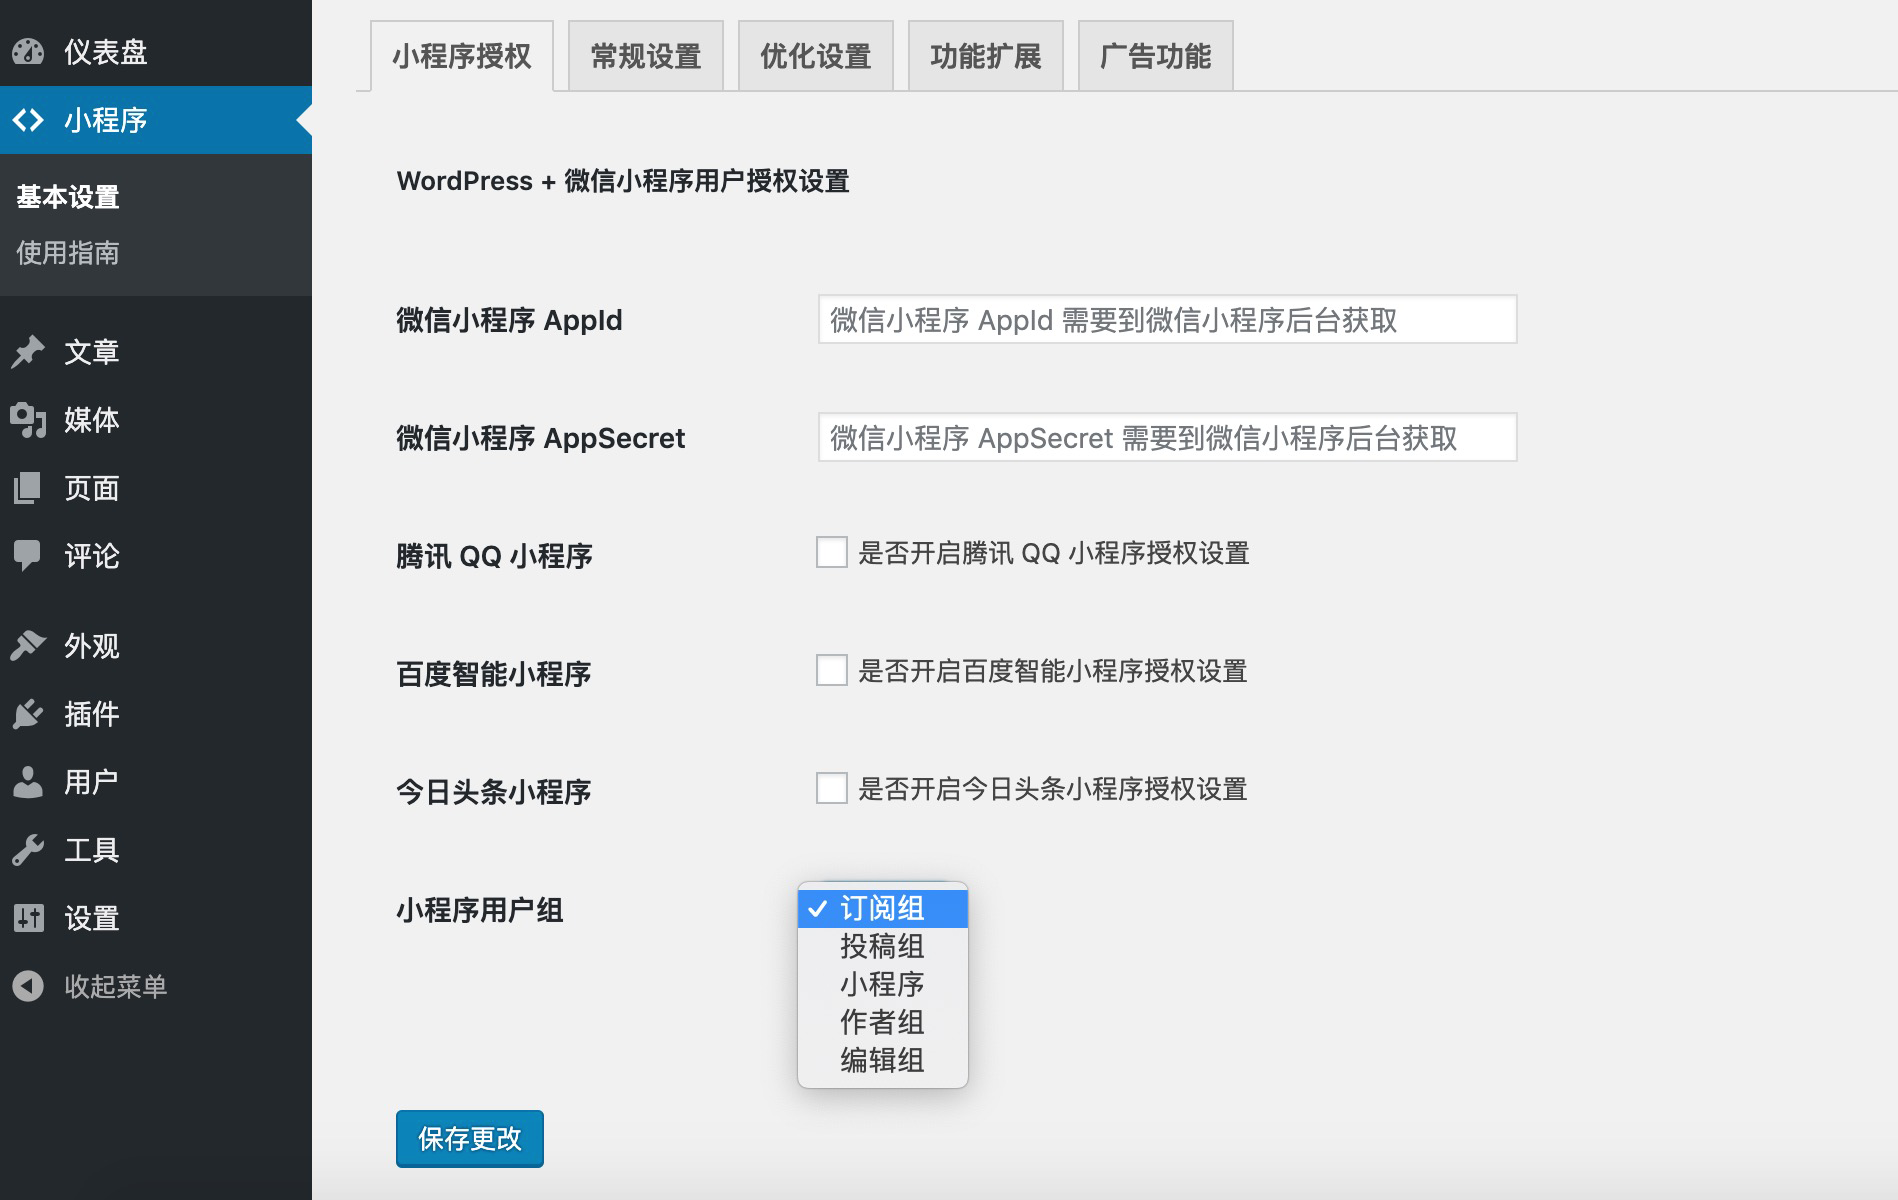 仪表盘
小程序
基本设置
使用指南
文章
媒体
页面
评论
外观
插件
用户
工具
设置
收起菜单
小程序授权
常规设置
优化设置
功能扩展
广告功能
WordPress + 微信小程序用户授权设置
微信小程序 AppId
微信小程序 AppId 需要到微信小程序后台获取
微信小程序 AppSecret
微信小程序 AppSecret 需要到微信小程序后台获取
腾讯 QQ 小程序
是否开启腾讯 QQ 小程序授权设置
百度智能小程序
是否开启百度智能小程序授权设置
今日头条小程序
是否开启今日头条小程序授权设置
小程序用户组
✓ 订阅组
投稿组
小程序
作者组
编辑组
保存更改